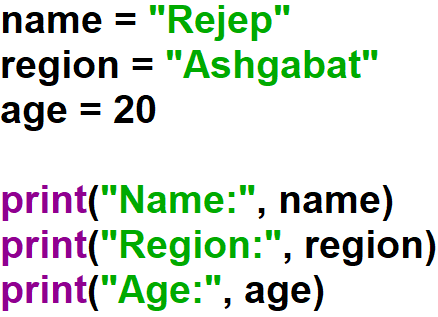 name = "Rejep"
region = "Ashgabat"
age = 20
print("Name:", name)
print("Region:", region)
print("Age:", age)